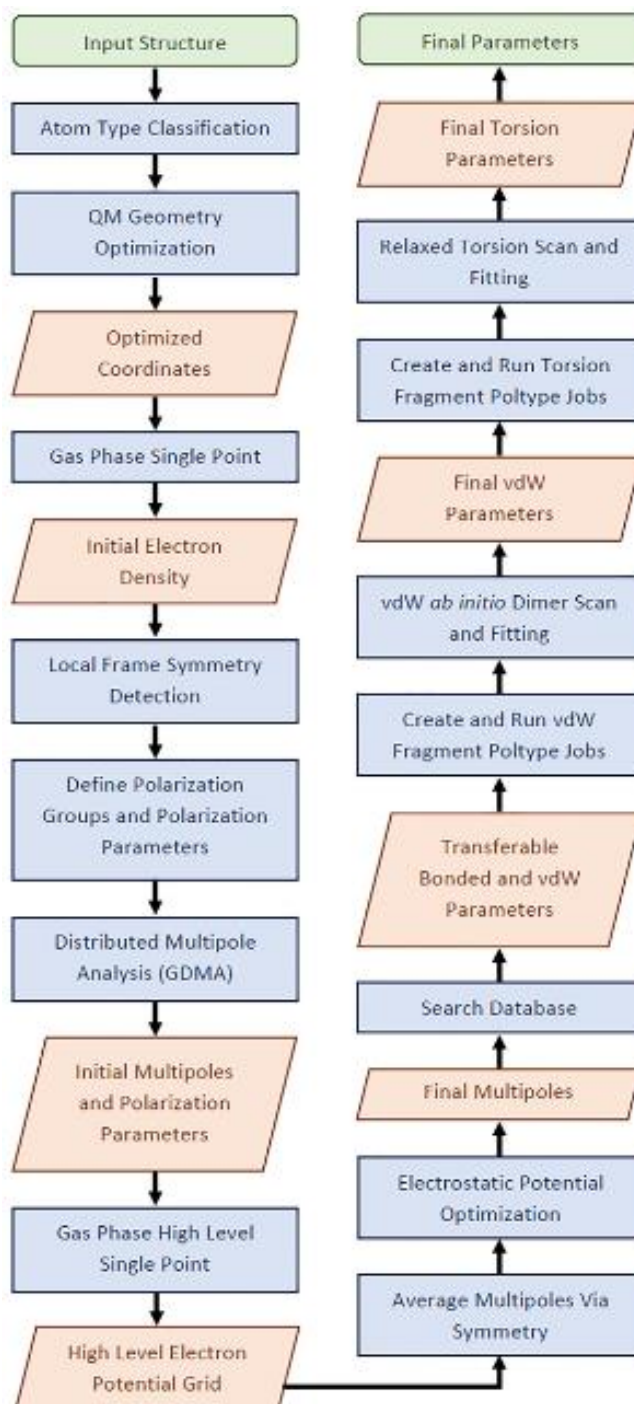 Input Structure
Atom Type Classification
QM Geometry
Optimization
Optimized
Coordinates
Gas Phase Single Point
Initial Electron
Density
Local Frame Symmetry
Detection
Define Polarization
Groups and Polarization
Parameters
Distributed Multipole
Analysis (GDMA)
Initial Multipoles
and Polarization
Parameters
Gas Phase High Level
Single Point
High Level Electron
Potential Grid
Average Multipoles Via
Symmetry
Electrostatic Potential
Optimization
Final Multipoles
Search Database
Transferable
Bonded and vdW
Parameters
Create and Run vdW
Fragment Poltype Jobs
vdW ab initio Dimer Scan
and Fitting
Final vdW
Parameters
Create and Run Torsion
Fragment Poltype Jobs
Relaxed Torsion Scan and
Fitting
Final Torsion
Parameters
Final Parameters